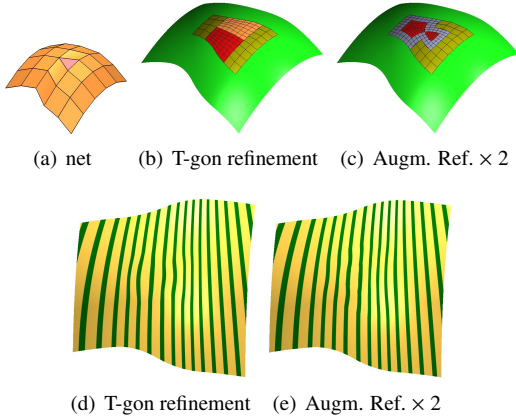 (a) net
(b) T-gon refinement
(c) Augm. Ref. × 2
(d) T-gon refinement
(e) Augm. Ref. × 2